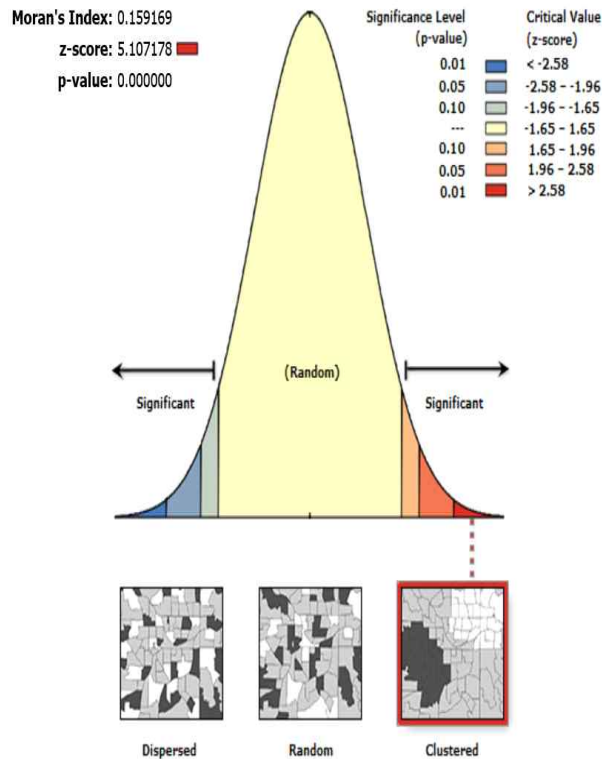 Moran's Index: 0.159169
z-score: 5.107178
p-value: 0.000000
Significance Level
(p-value)
Critical Value
(z-score)
0.01 < -2.58
0.05 -2.58 – -1.96
0.10 -1.96 – -1.65
--- -1.65 – 1.65
0.10 1.65 – 1.96
0.05 1.96 – 2.58
0.01 > 2.58
Significant
(Random)
Significant
Dispersed
Random
Clustered